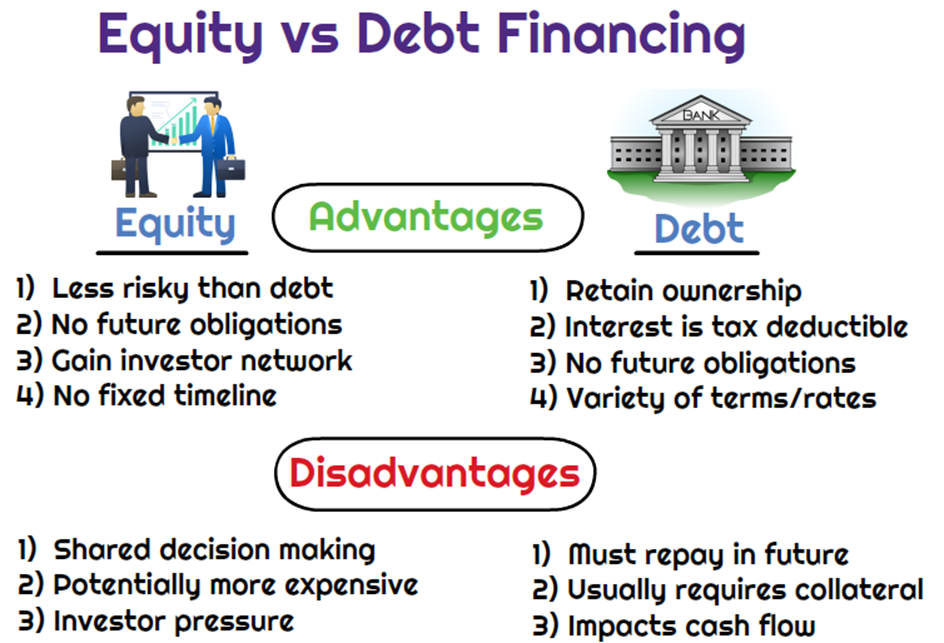 Equity vs Debt Financing
BANK
Equity
Advantages
Debt
1) Less risky than debt
2) No future obligations
3) Gain investor network
4) No fixed timeline
1) Retain ownership
2) Interest is tax deductible
3) No future obligations
4) Variety of terms/rates
Disadvantages
1) Shared decision making
2) Potentially more expensive
3) Investor pressure
1) Must repay in future
2) Usually requires collateral
3) Impacts cash flow